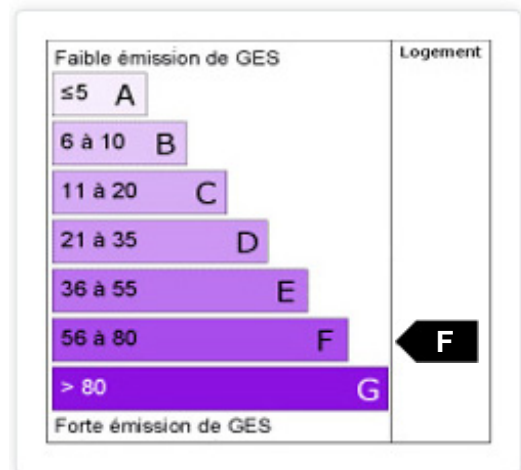 Faible émission de GES
Logement
≤5 A
6 à 10 B
11 à 20 C
21 à 35 D
36 à 55 E
56 à 80 F
F
> 80 G
Forte émission de GES